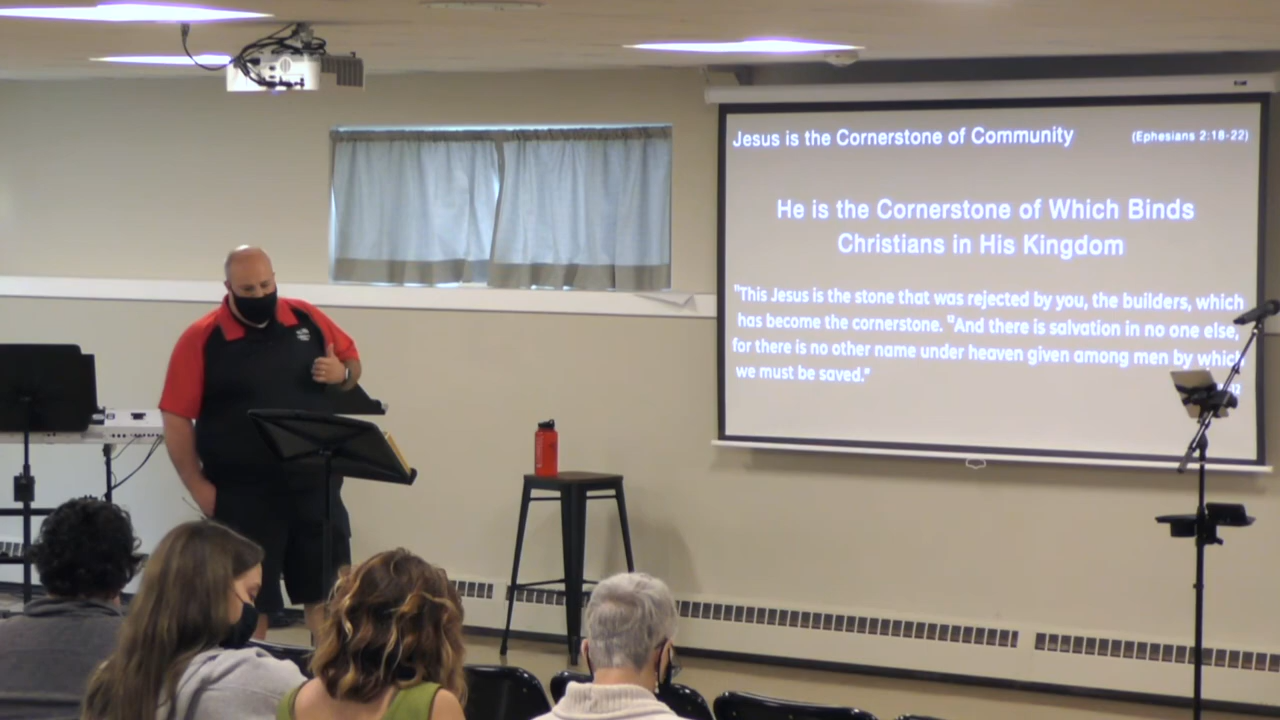 Jesus is the Cornerstone of Community (Ephesians 2:18-22)
He is the Cornerstone of Which Binds
Christians in His Kingdom
"¹¹This Jesus is the stone that was rejected by you, the builders, which
has become the cornerstone. ¹²And there is salvation in no one else,
for there is no other name under heaven given among men by which
we must be saved."